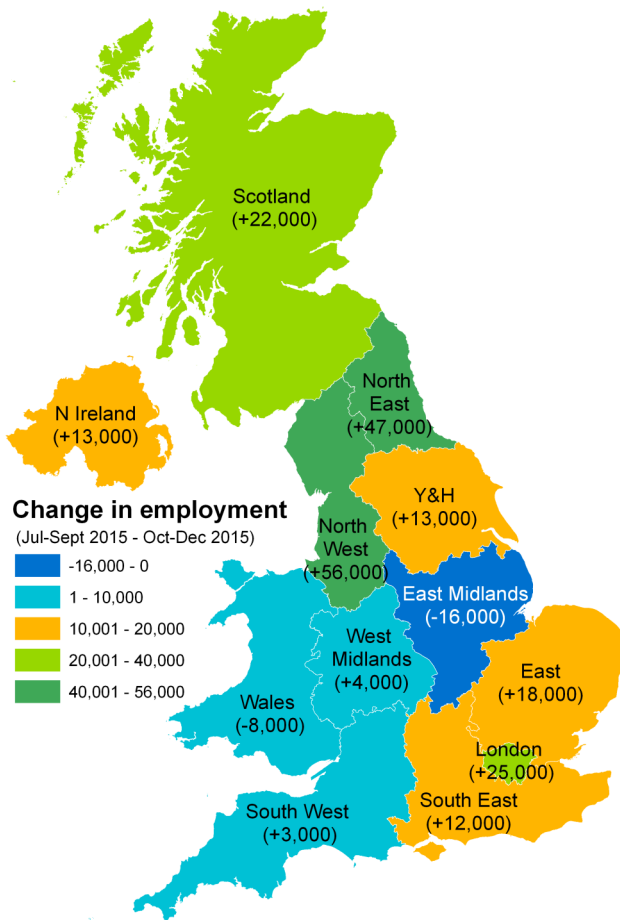 Scotland
(+22,000)
North
East
(+47,000)
N Ireland
(+13,000)
Y&H
(+13,000)
Change in employment
(Jul-Sept 2015 - Oct-Dec 2015)
-16,000 - 0
1 - 10,000
10,001 - 20,000
20,001 - 40,000
40,001 - 56,000
North
West
(+56,000)
East Midlands
(-16,000)
West
Midlands
(+4,000)
East
(+18,000)
Wales
(-8,000)
London
(+25,000)
South East
(+12,000)
South West
(+3,000)